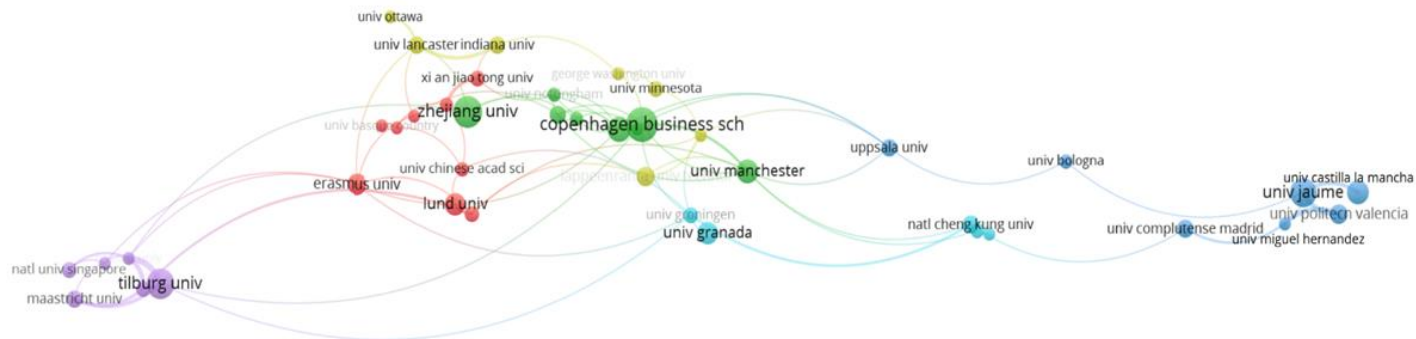 univ ottawa
univ lancaster
indiana univ
xi an jiao tong univ
george washington univ
univ minnesota
univ nottingham
zhejiang univ
copenhagen business sch
univ basque country
univ chinese acad sci
erasmus univ
lund univ
univ manchester
uppsala univ
univ bologna
univ groningen
univ granada
natl cheng kung univ
univ castilla la mancha
univ jaume
univ politecn valencia
univ complutense madrid
univ miguel hernandez
natl univ singapore
tilburg univ
maastricht univ